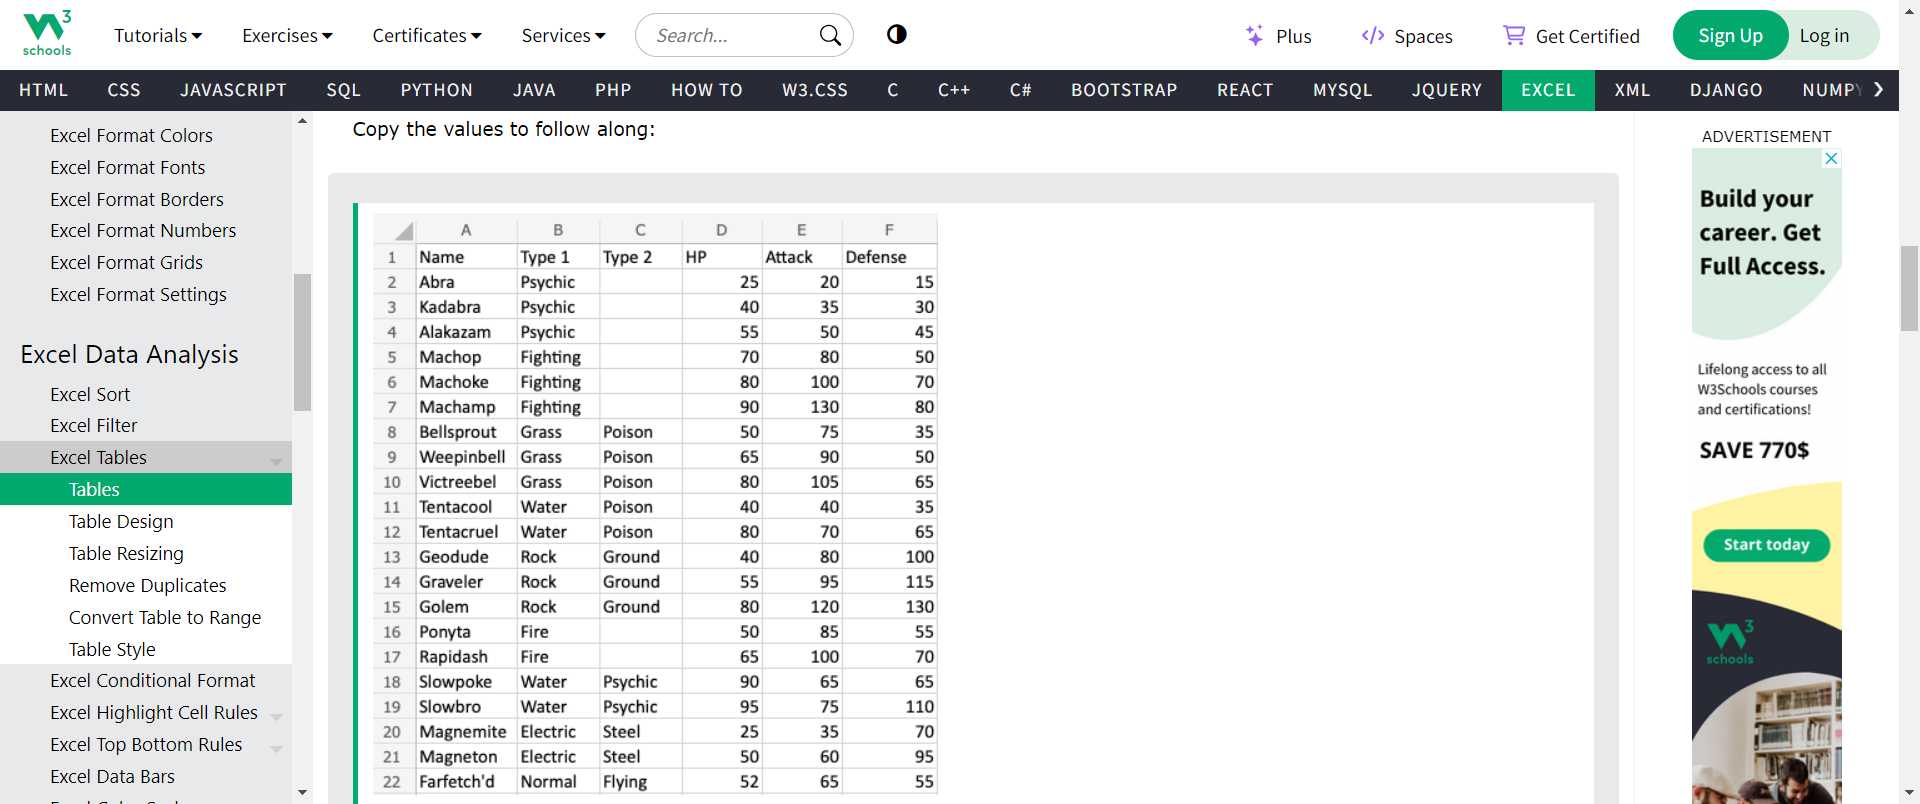 W3 schools
Tutorials Exercises Certificates Services Search... Plus Spaces Get Certified Sign Up Log in
HTML CSS JAVASCRIPT SQL PYTHON JAVA PHP HOW TO W3.CSS C C++ C# BOOTSTRAP REACT MYSQL JQUERY EXCEL XML DJANGO NUMPY
Excel Format Colors
Excel Format Fonts
Excel Format Borders
Excel Format Numbers
Excel Format Grids
Excel Format Settings
Excel Data Analysis
Excel Sort
Excel Filter
Excel Tables
Tables
Table Design
Table Resizing
Remove Duplicates
Convert Table to Range
Table Style
Excel Conditional Format
Excel Highlight Cell Rules
Excel Top Bottom Rules
Excel Data Bars
Copy the values to follow along:
A B C D E F
1 Name Type 1 Type 2 HP Attack Defense
2 Abra Psychic 25 20 15
3 Kadabra Psychic 40 35 30
4 Alakazam Psychic 55 50 45
5 Machop Fighting 70 80 50
6 Machoke Fighting 80 100 70
7 Machamp Fighting 90 130 80
8 Bellsprout Grass Poison 50 75 35
9 Weepinbell Grass Poison 65 90 50
10 Victreebel Grass Poison 80 105 65
11 Tentacool Water Poison 40 40 35
12 Tentacruel Water Poison 80 70 65
13 Geodude Rock Ground 40 80 100
14 Graveler Rock Ground 55 95 115
15 Golem Rock Ground 80 120 130
16 Ponyta Fire 50 85 55
17 Rapidash Fire 65 100 70
18 Slowpoke Water Psychic 90 65 65
19 Slowbro Water Psychic 95 75 110
20 Magnemite Electric Steel 25 35 70
21 Magneton Electric Steel 50 60 95
22 Farfetch'd Normal Flying 52 65 55
ADVERTISEMENT
Build your
career. Get
Full Access.
Lifelong access to all
W3Schools courses
and certifications!
SAVE 770$
Start today
W3 schools